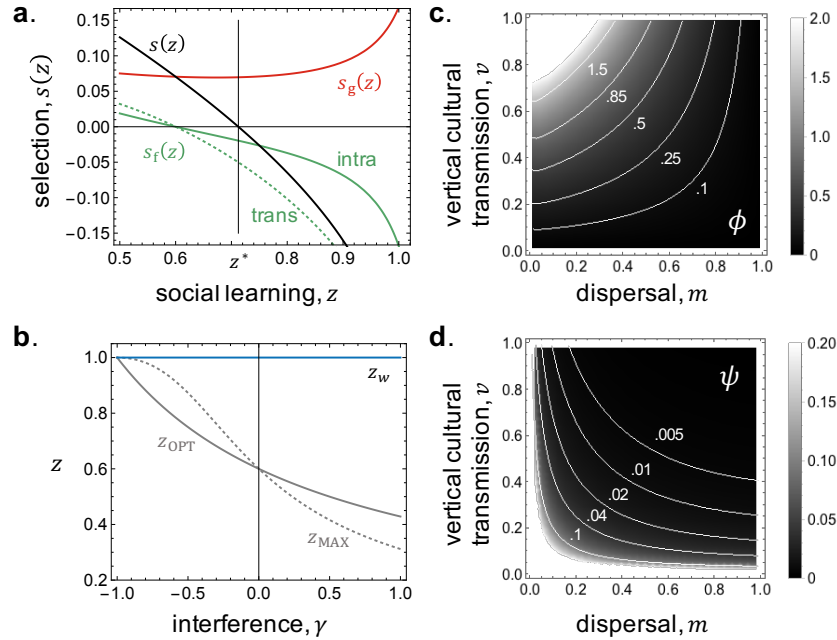 a.
0.15
0.10
0.05
0.00
−0.05
−0.10
−0.15
selection, s(z)
s(z)
s_g(z)
s_f(z)
intra
trans
0.5 0.6 0.7 z* 0.8 0.9 1.0
social learning, z
b.
1.0
0.8
0.6
0.4
0.2
z
z_w
z_OPT
z_MAX
−1.0 −0.5 0.0 0.5 1.0
interference, γ
c.
vertical cultural
transmission, v
1.0
0.8
0.6
0.4
0.2
0.0
1.5
.85
.5
.25
.1
ϕ
0.0 0.2 0.4 0.6 0.8 1.0
dispersal, m
2.0
1.5
1.0
0.5
0
d.
vertical cultural
transmission, v
1.0
0.8
0.6
0.4
0.2
0.0
ψ
.005
.01
.02
.04
.1
0.0 0.2 0.4 0.6 0.8 1.0
dispersal, m
0.20
0.15
0.10
0.05
0